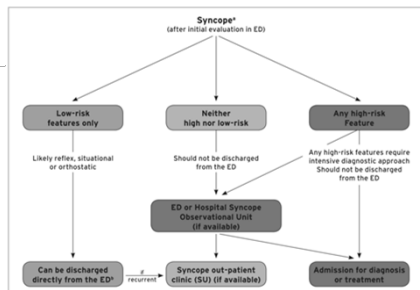 Syncopeᵃ
(after initial evaluation in ED)
Low-risk
features only
Neither
high nor low-risk
Any high-risk
Feature
Likely reflex, situational
or orthostatic
Should not be discharged
from the ED
Any high-risk features require
intensive diagnostic approach
Should not be discharged
from the ED
ED or Hospital Syncope
Observational Unit
(if available)
Can be discharged
directly from the EDᵇ
if
recurrent
Syncope out-patient
clinic (SU) (if available)
Admission for diagnosis
or treatment